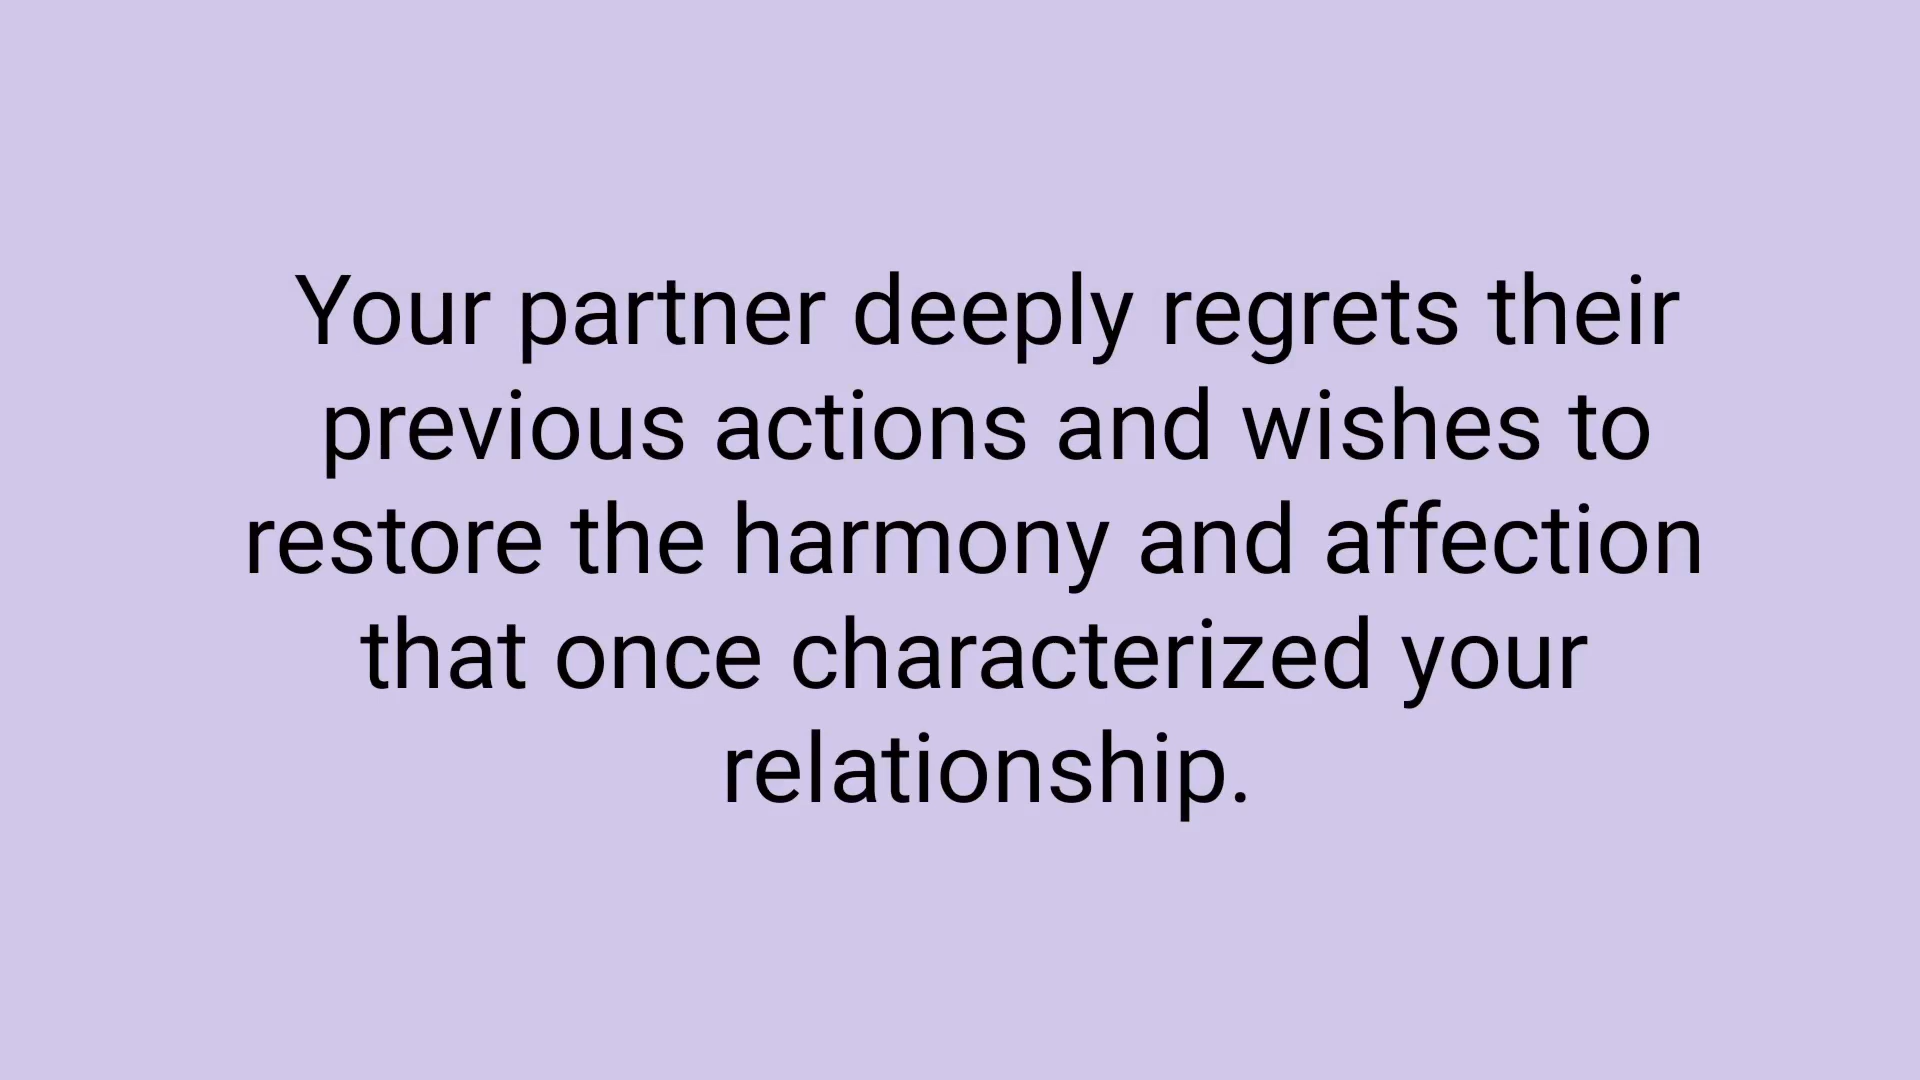 Your partner deeply regrets their
previous actions and wishes to
restore the harmony and affection
that once characterized your
relationship.